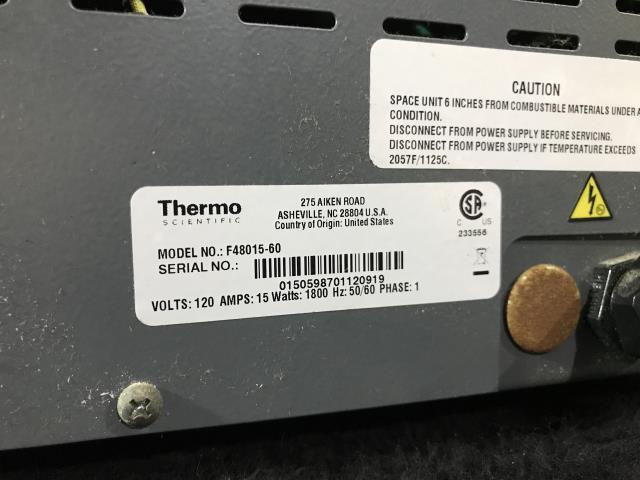 CAUTION
SPACE UNIT 6 INCHES FROM COMBUSTIBLE MATERIALS UNDER A
CONDITION.
DISCONNECT FROM POWER SUPPLY BEFORE SERVICING.
DISCONNECT FROM POWER SUPPLY IF TEMPERATURE EXCEEDS
2057F/1125C.
Thermo
SCIENTIFIC
275 AIKEN ROAD
ASHEVILLE, NC 28804 U.S.A.
Country of Origin: United States
SA
C US
233556
MODEL NO.: F48015-60
SERIAL NO.:
0150598701120919
VOLTS: 120 AMPS: 15 Watts: 1800 Hz: 50/60 PHASE: 1